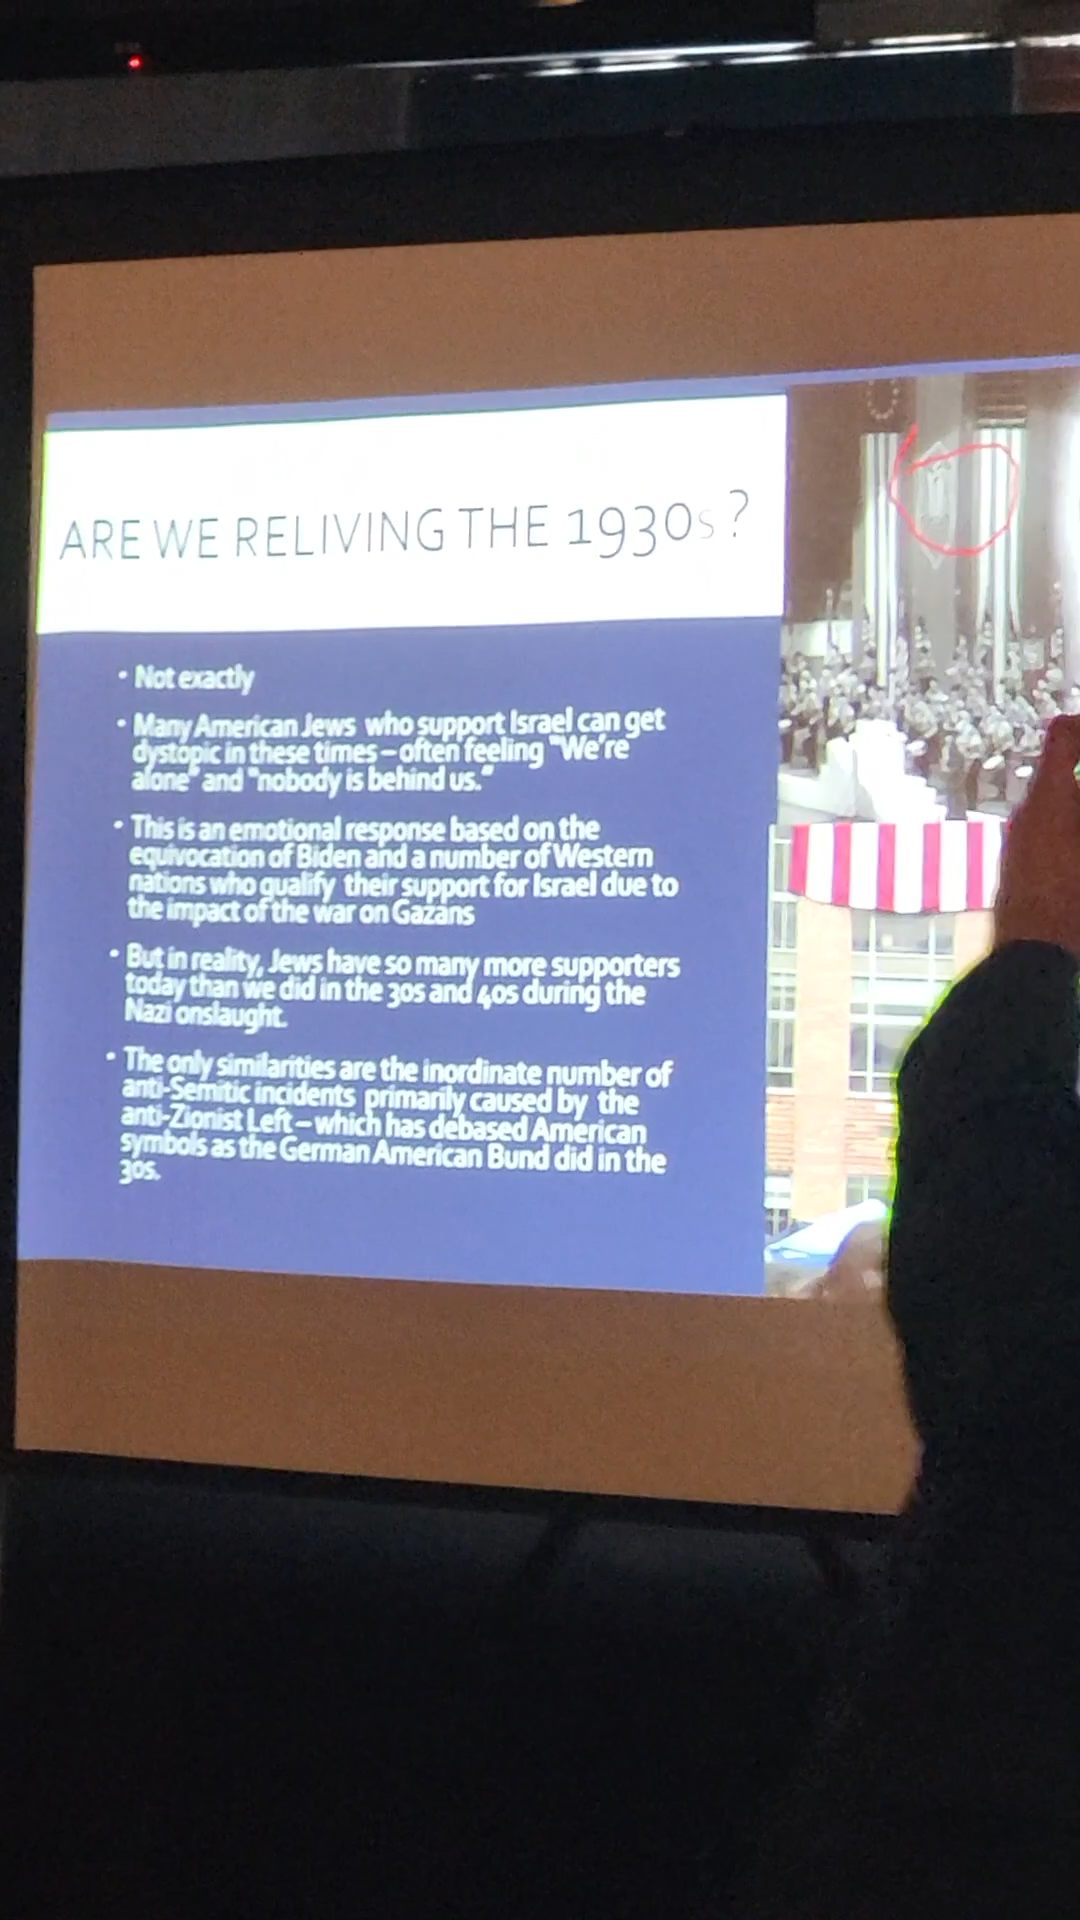 ARE WE RELIVING THE 1930s?
• Not exactly
• Many American Jews who support Israel can get
dystopic in these times – often feeling "We're
alone" and "nobody is behind us."
• This is an emotional response based on the
equivocation of Biden and a number of Western
nations who qualify their support for Israel due to
the impact of the war on Gazans
• But in reality, Jews have so many more supporters
today than we did in the 30s and 40s during the
Nazi onslaught.
• The only similarities are the inordinate number of
anti-Semitic incidents primarily caused by the
anti-Zionist Left – which has debased American
symbols as the German American Bund did in the
30s.